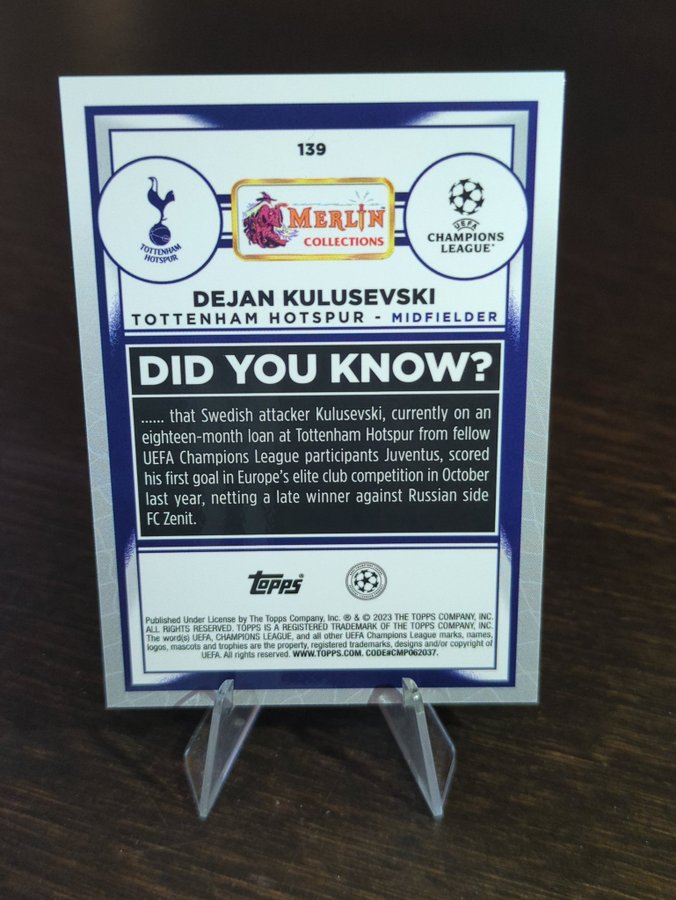 139
TOTTENHAM
HOTSPUR
MERLIN
COLLECTIONS
UEFA
CHAMPIONS
LEAGUE
DEJAN KULUSEVSKI
TOTTENHAM HOTSPUR - MIDFIELDER
DID YOU KNOW?
...... that Swedish attacker Kulusevski, currently on an
eighteen-month loan at Tottenham Hotspur from fellow
UEFA Champions League participants Juventus, scored
his first goal in Europe's elite club competition in October
last year, netting a late winner against Russian side
FC Zenit.
topps®
Published Under License by The Topps Company, Inc. ® & © 2023 THE TOPPS COMPANY, INC.
ALL RIGHTS RESERVED. TOPPS IS A REGISTERED TRADEMARK OF THE TOPPS COMPANY, INC.
The word(s) UEFA, CHAMPIONS LEAGUE, and all other UEFA Champions League marks, names,
logos, mascots and trophies are the property, registered trademarks, designs and/or copyright of
UEFA. All rights reserved. WWW.TOPPS.COM. CODE#CMP062037.